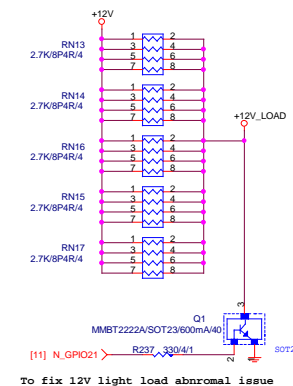 +12V
RN13
2.7K/8P4R/4
1 2
3 4
5 6
7 8
RN14
2.7K/8P4R/4
1 2
3 4
5 6
7 8
+12V_LOAD
RN16
2.7K/8P4R/4
1 2
3 4
5 6
7 8
RN15
2.7K/8P4R/4
1 2
3 4
5 6
7 8
RN17
2.7K/8P4R/4
1 2
3 4
5 6
7 8
3
Q1
MMBT2222A/SOT23/600mA/40
SOT2
[11] N_GPIO21
R237 330/4/1
2
1
To fix 12V light load abnromal issue